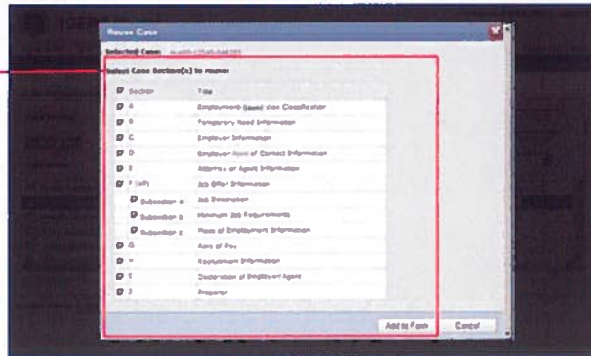 Reuse Case
Selected Case:
Select Case Section(s) to reuse:
Section Title
A Employment-Based Visa Classification
B Temporary Need Information
C Employer Information
D Employer Point of Contact Information
E Attorney or Agent Information
F (all) Job Offer Information
Subsection a Job Description
Subsection b Minimum Job Requirements
Subsection c Place of Employment Information
G Rate of Pay
H Recruitment Information
I Declaration of Employer/Agent
J Preparer
Add to Form Cancel